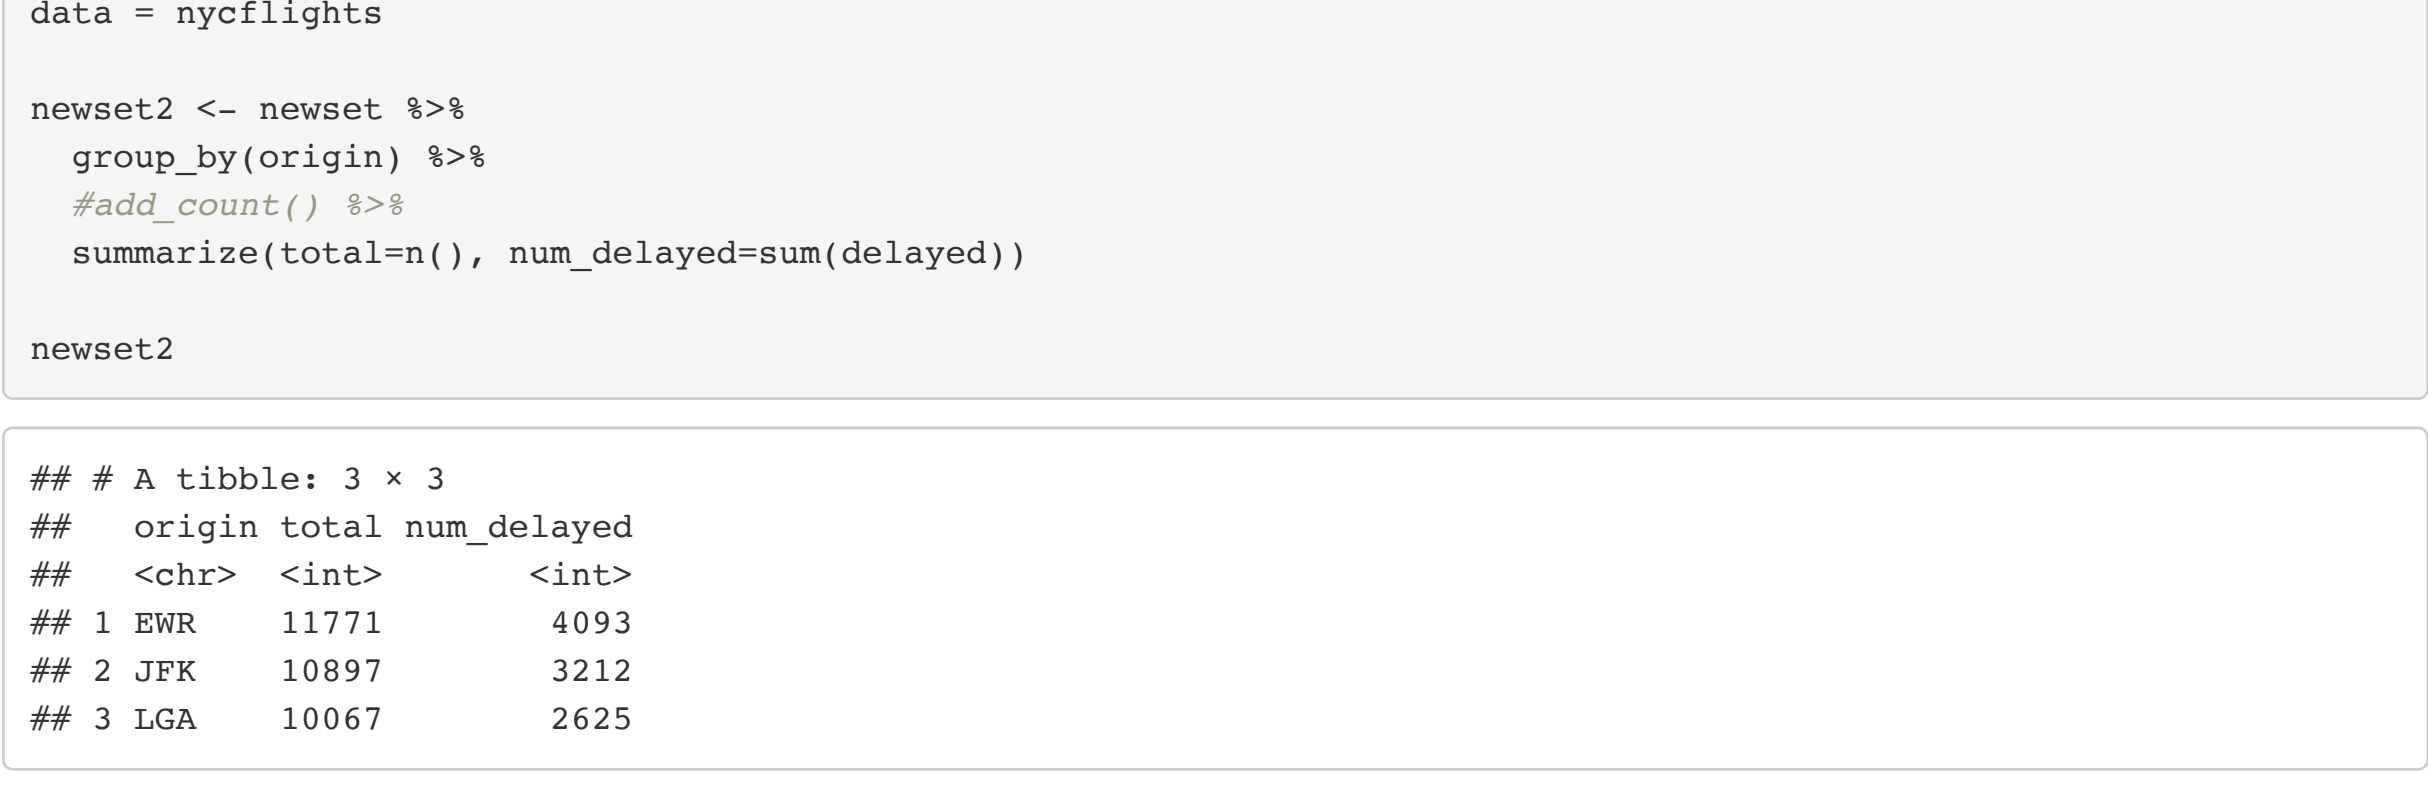 data = nycflights
newset2 <- newset %>%
group_by(origin) %>%
#add_count() %>%
summarize(total=n(), num_delayed=sum(delayed))
newset2
## # A tibble: 3 × 3
##   origin total num_delayed
##   <chr>  <int>       <int>
## 1 EWR    11771        4093
## 2 JFK    10897        3212
## 3 LGA    10067        2625